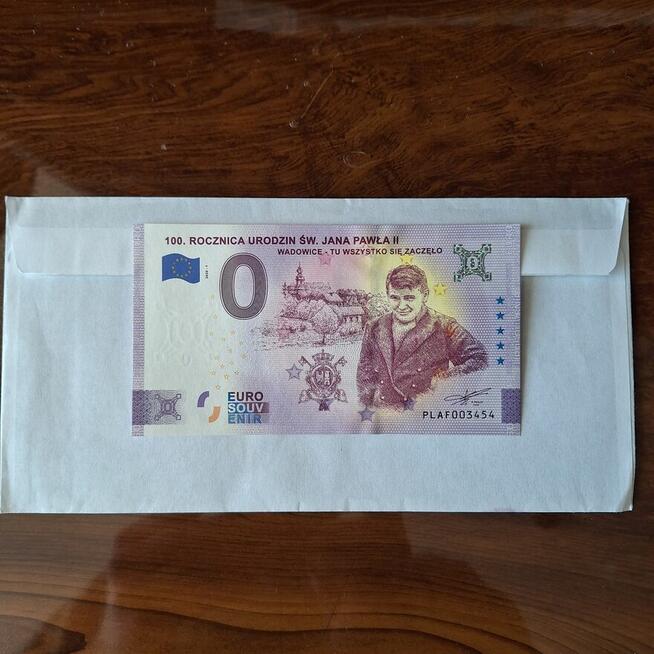 100. ROCZNICA URODZIN ŚW. JANA PAWŁA II
WADOWICE - TU WSZYSTKO SIĘ ZACZĘŁO
0
EURO
SOUV
ENIR
PLAF003454